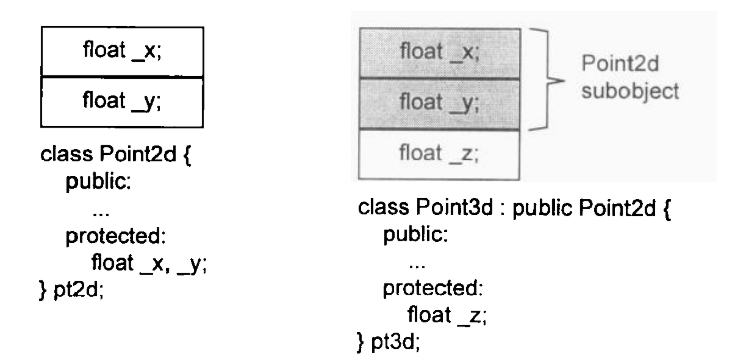 float _x;
float _y;
class Point2d {
public:
...
protected:
float _x, _y;
} pt2d;
float _x;
float _y;
float _z;
Point2d
subobject
class Point3d : public Point2d {
public:
...
protected:
float _z;
} pt3d;